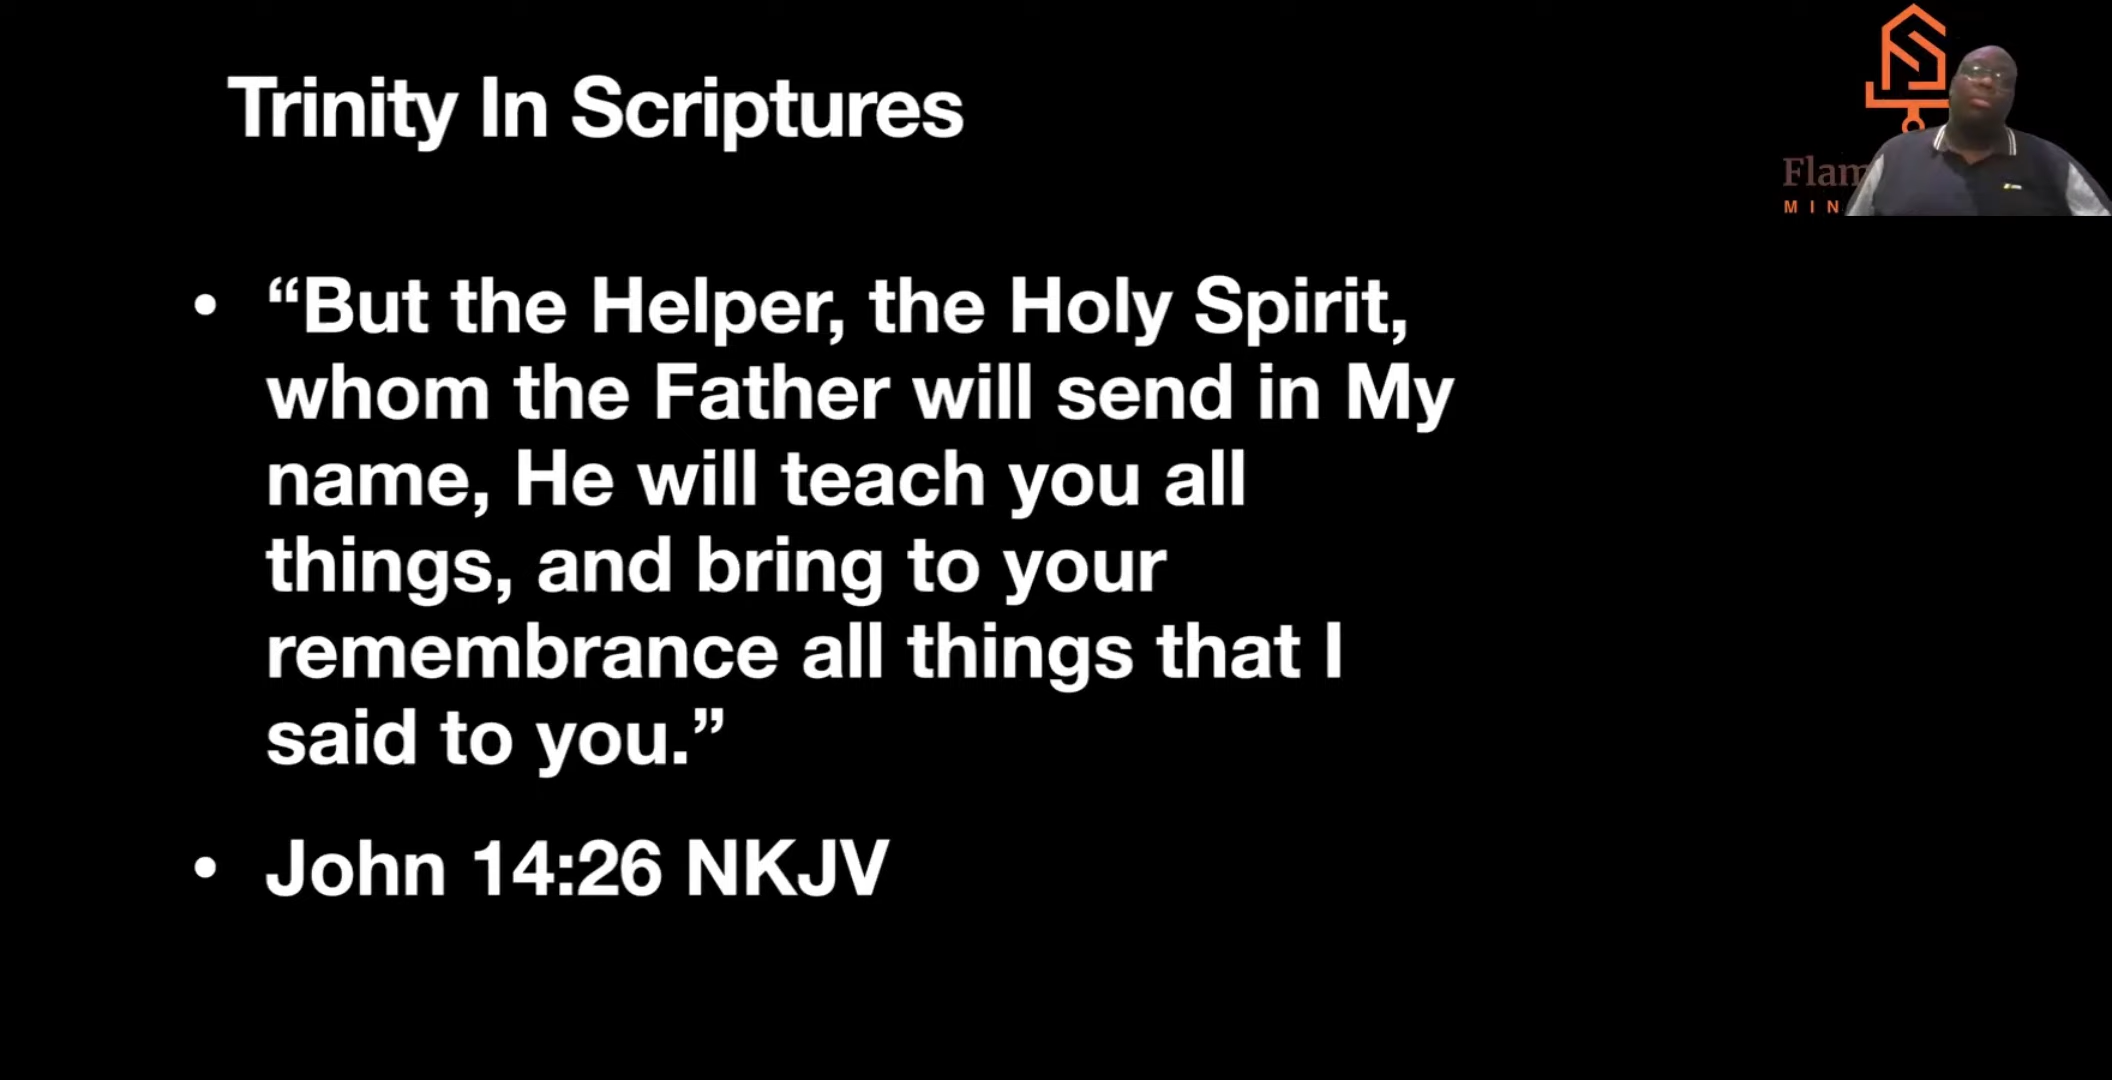 Trinity In Scriptures
• “But the Helper, the Holy Spirit,
whom the Father will send in My
name, He will teach you all
things, and bring to your
remembrance all things that I
said to you.”
• John 14:26 NKJV